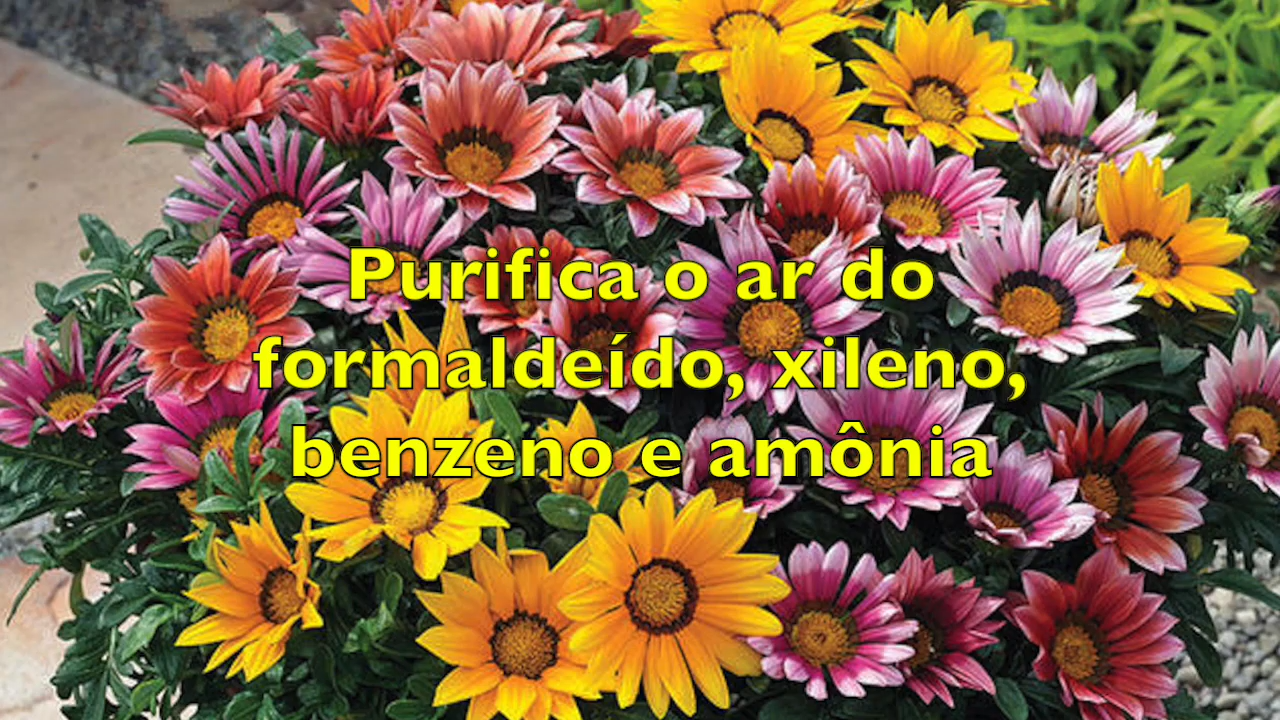 Purifica o ar do
formaldeído, xileno,
benzeno e amônia